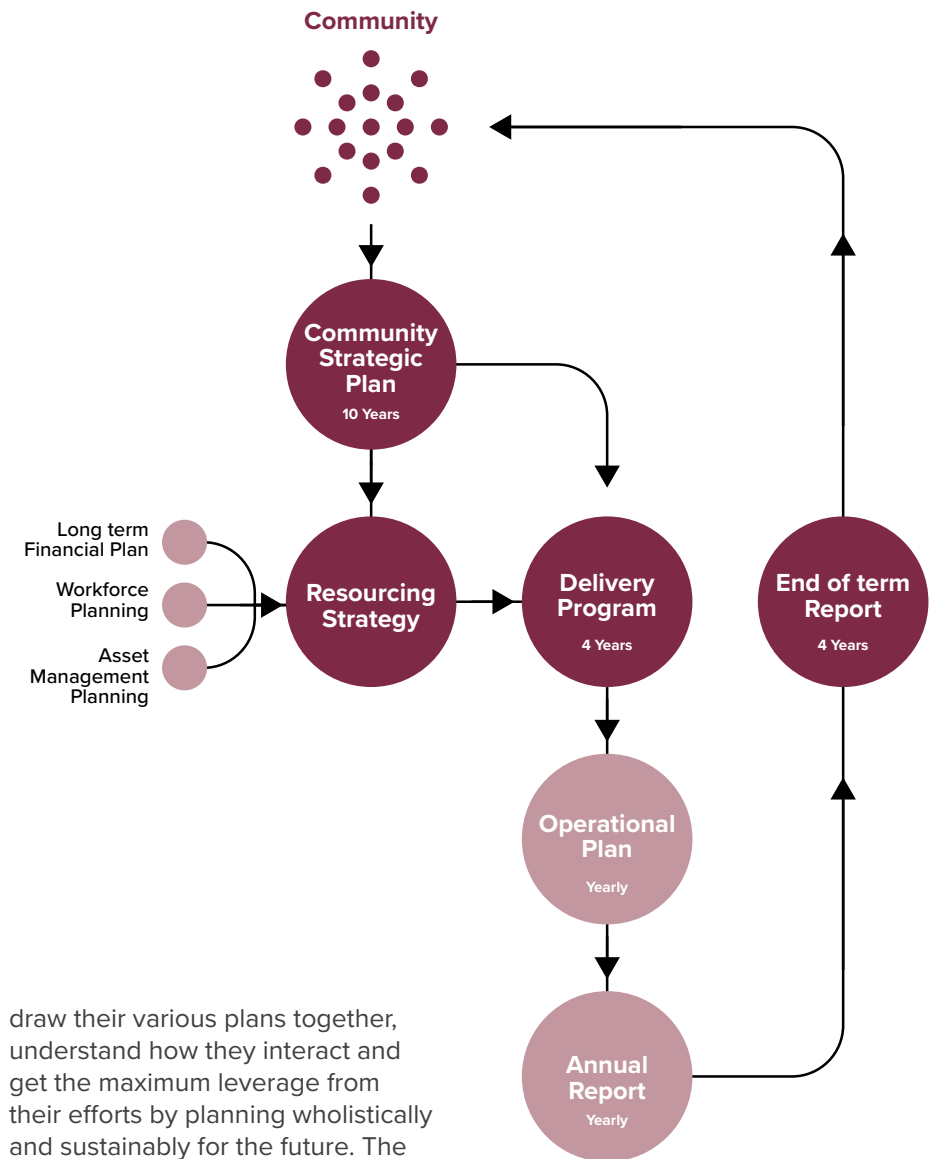 Community
Community
Strategic
Plan
10 Years
Long term
Financial Plan
Workforce
Planning
Asset
Management
Planning
Resourcing
Strategy
Delivery
Program
4 Years
End of term
Report
4 Years
Operational
Plan
Yearly
Annual
Report
Yearly
draw their various plans together,
understand how they interact and
get the maximum leverage from
their efforts by planning wholistically
and sustainably for the future. The